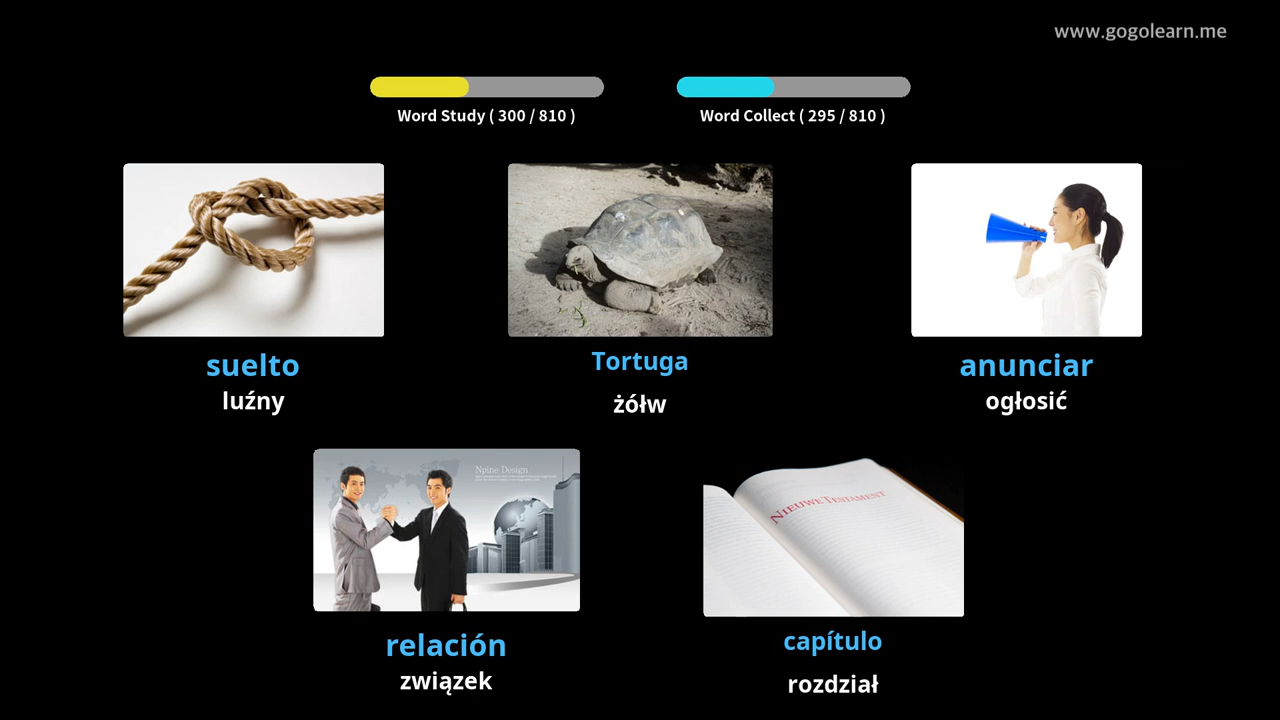 www.gogolearn.me
Word Study ( 300 / 810 )
Word Collect ( 295 / 810 )
suelto
luźny
Tortuga
żółw
anunciar
ogłosić
Npine Design
NIEUWE TESTAMENT
relación
związek
capítulo
rozdział